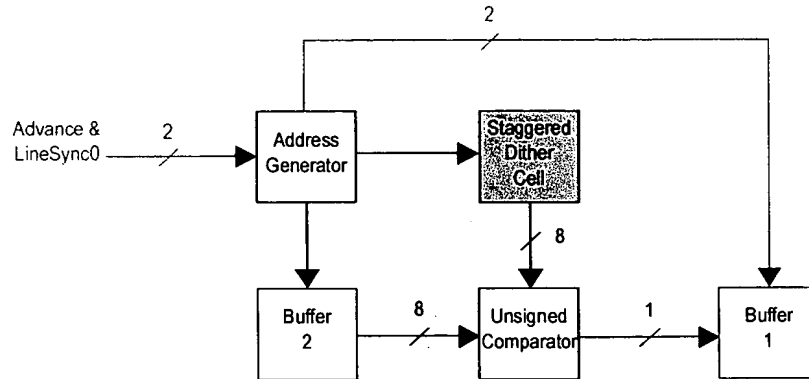 2
Advance &
LineSync0
2
Address
Generator
Staggered
Dither
Cell
8
Buffer
2
8
Unsigned
Comparator
1
Buffer
1